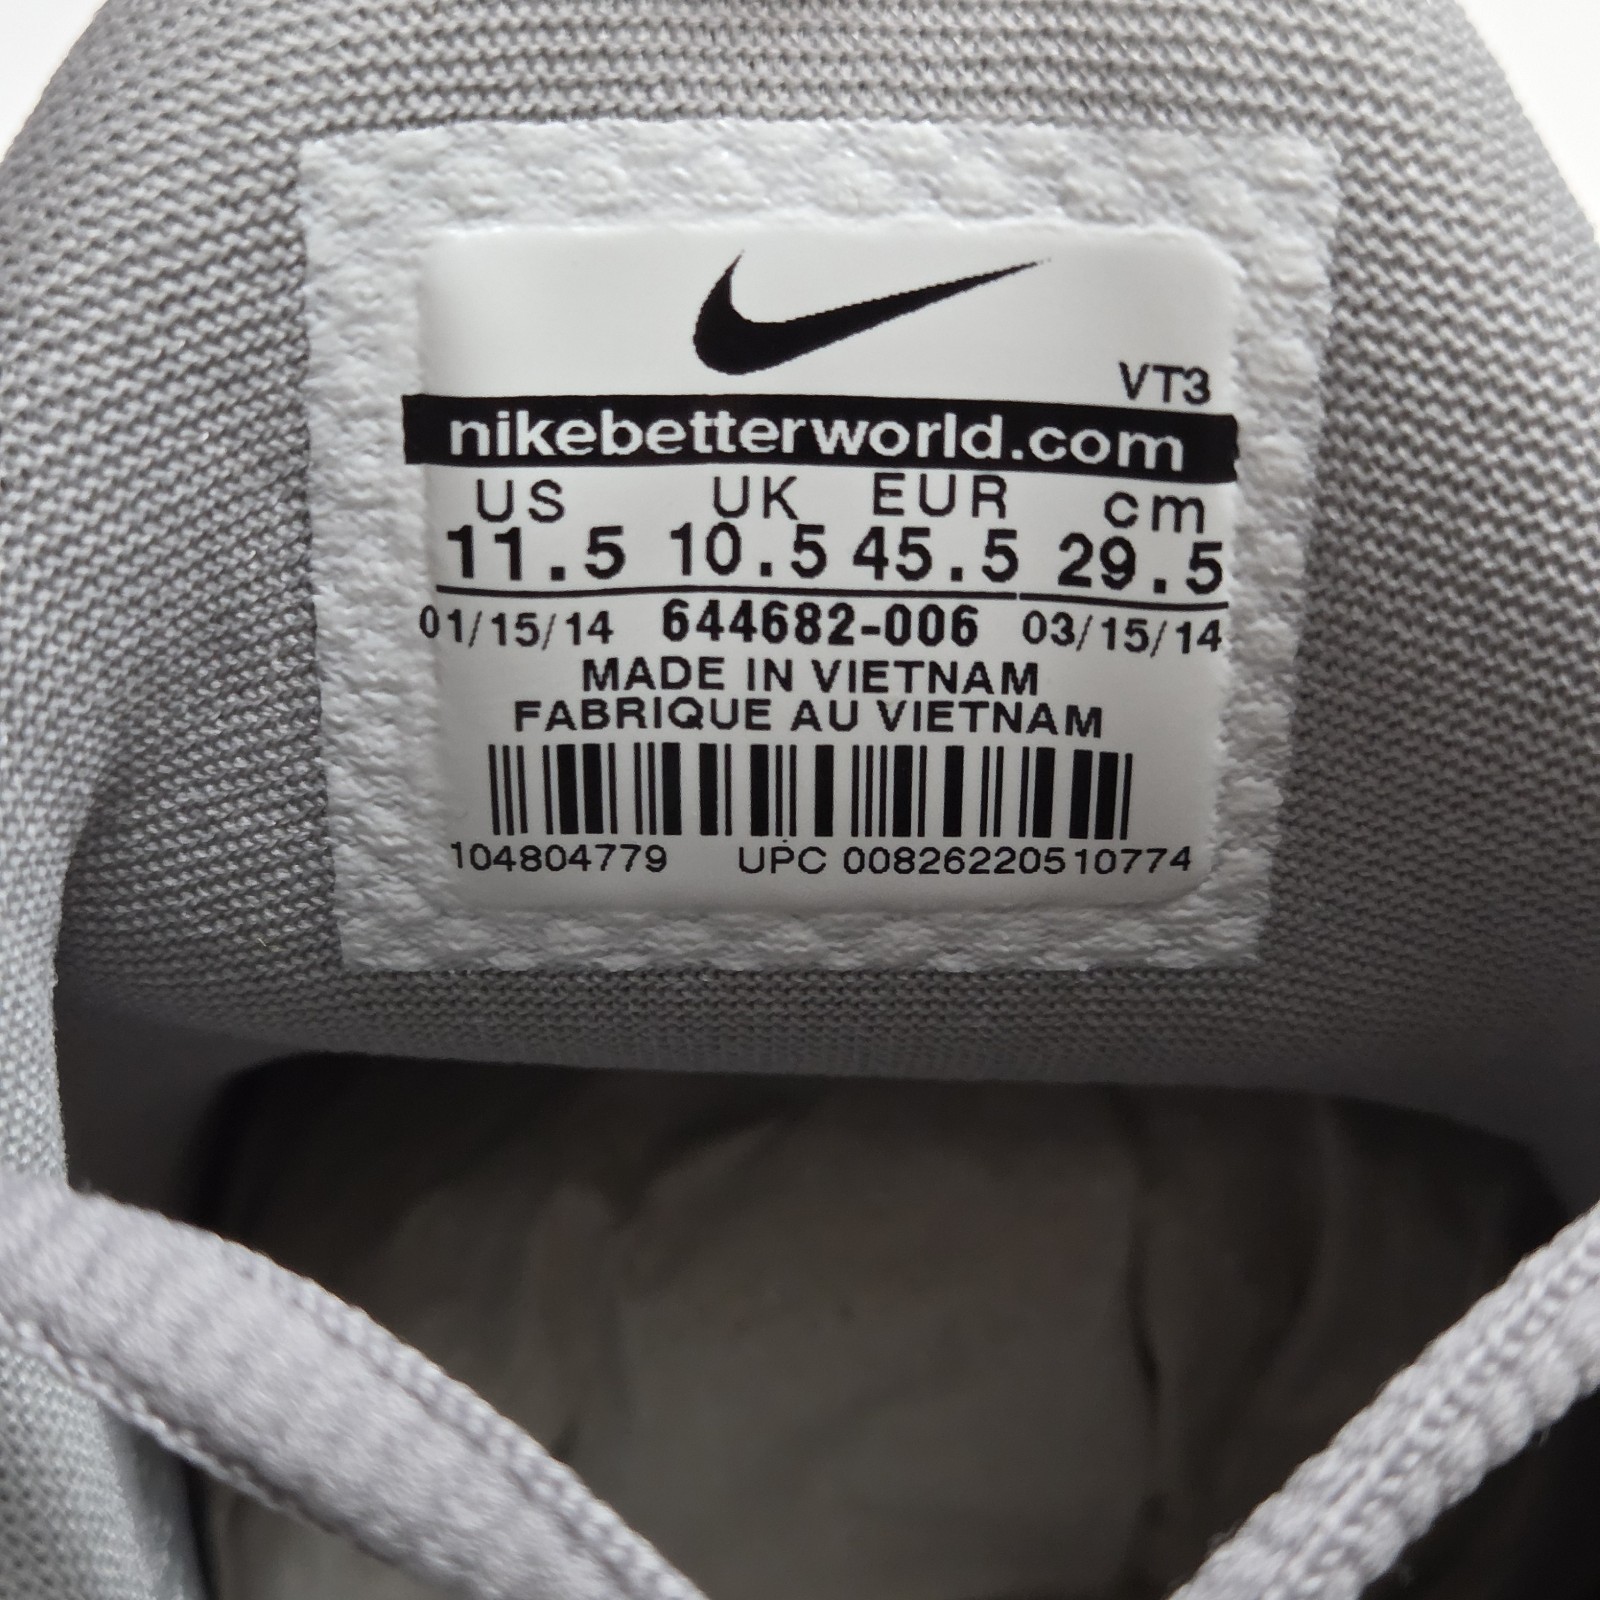 VT3
nikebetterworld.com
US UK EUR cm
11.5 10.5 45.5 29.5
01/15/14 644682-006 03/15/14
MADE IN VIETNAM
FABRIQUE AU VIETNAM
104804779 UPC 00826220510774